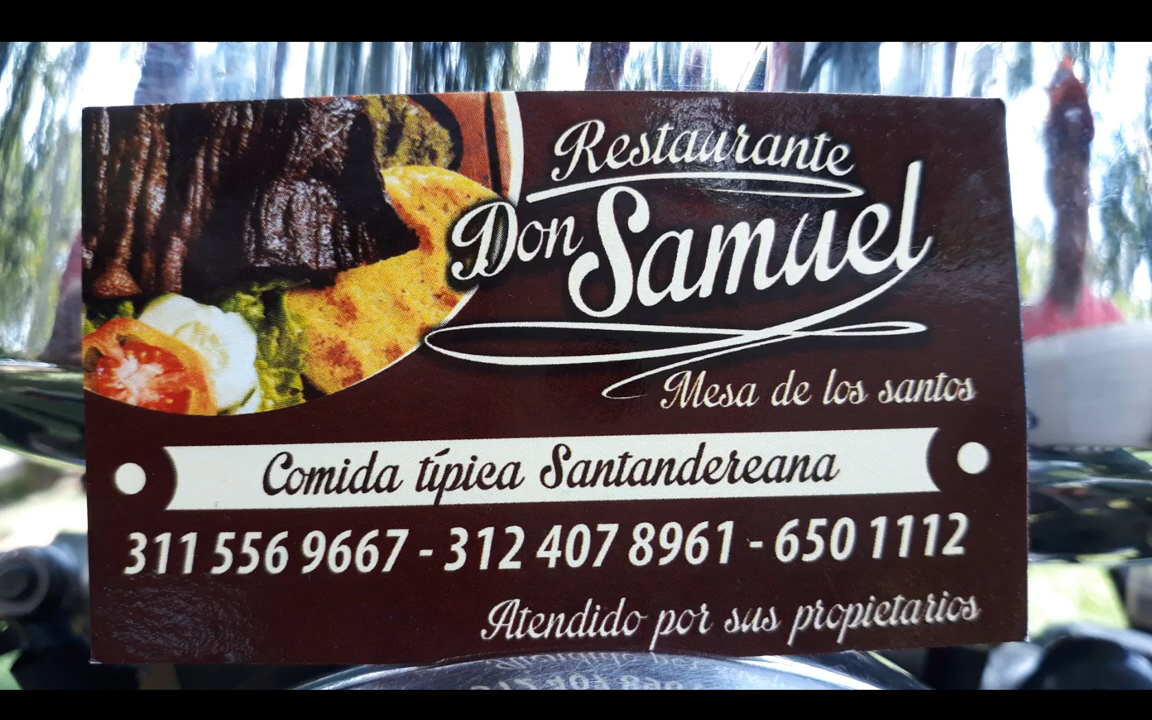 Restaurante
Don Samuel
Mesa de los santos
Comida típica Santandereana
311 556 9667 - 312 407 8961 - 650 1112
Atendido por sus propietarios